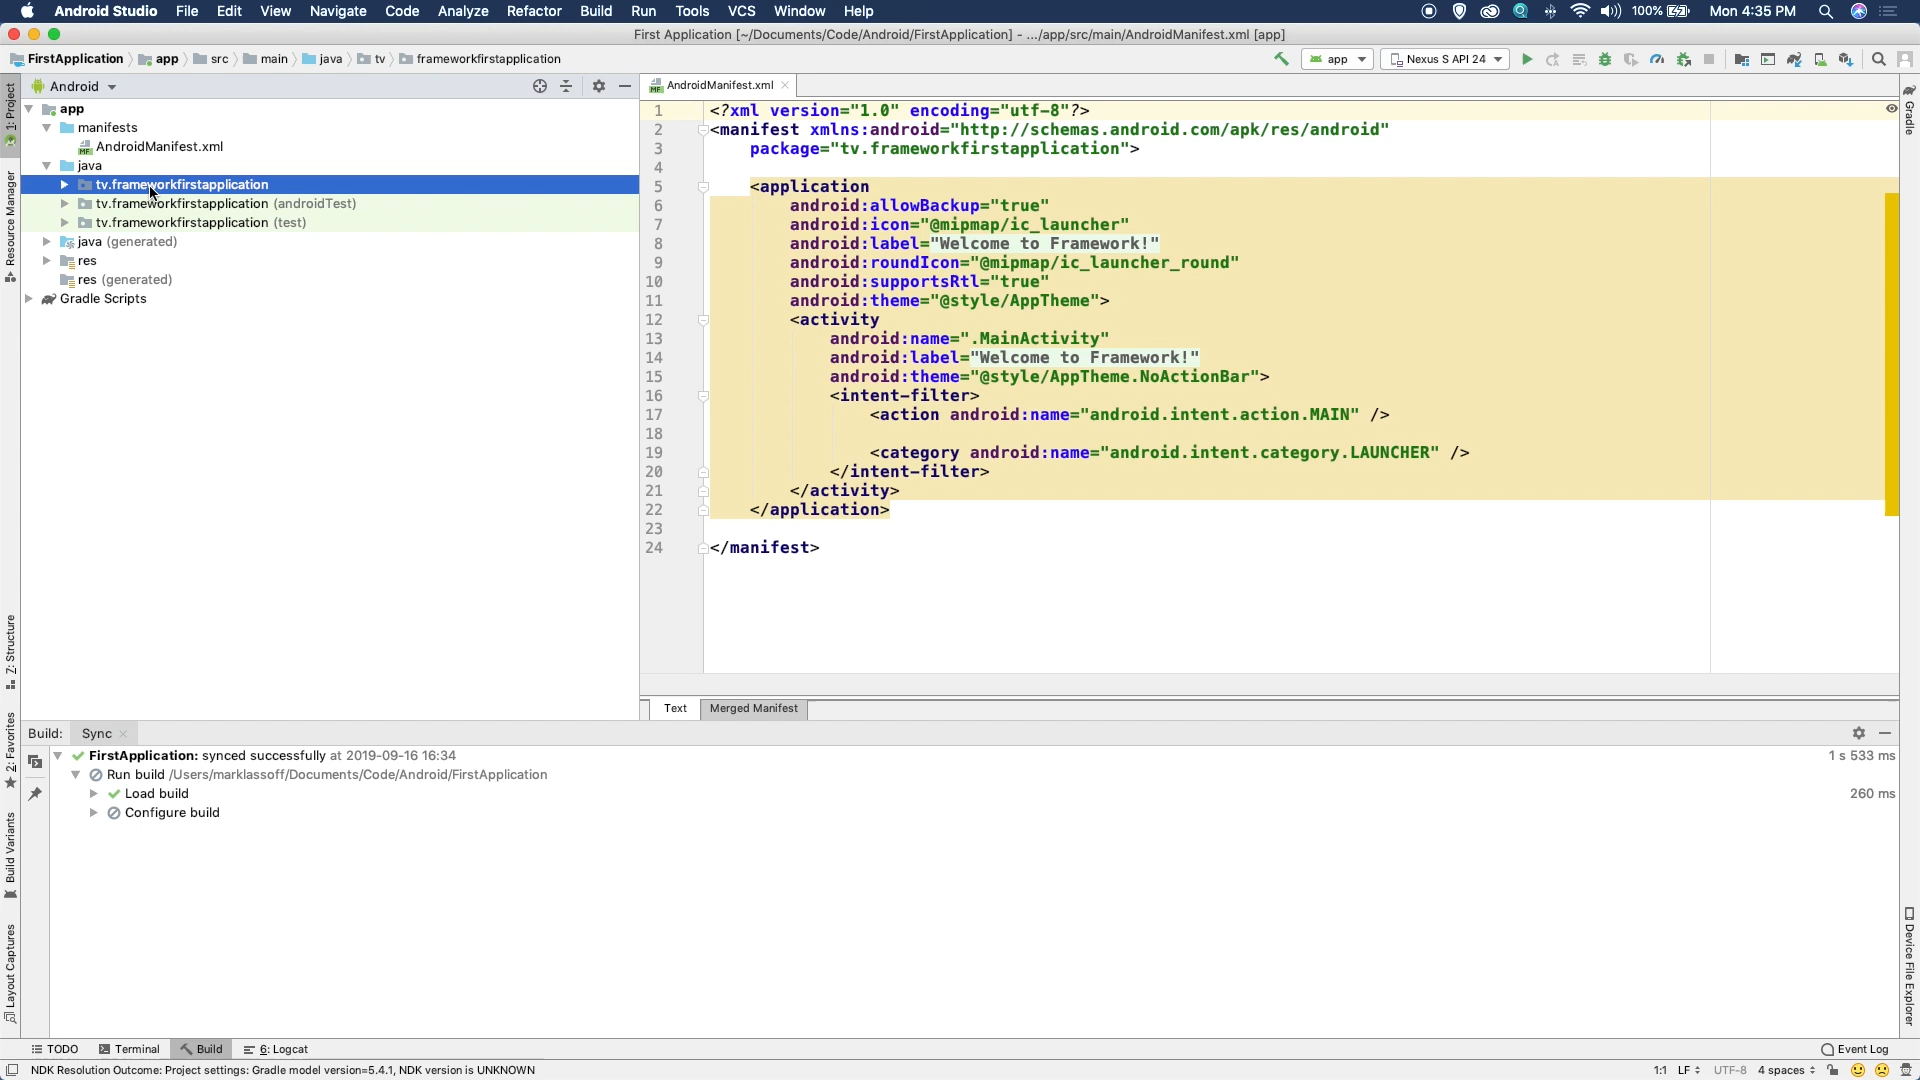 Android Studio File Edit View Navigate Code Analyze Refactor Build Run Tools VCS Window Help 100% Mon 4:35 PM
First Application [~/Documents/Code/Android/FirstApplication] - .../app/src/main/AndroidManifest.xml [app]
FirstApplication app src main java tv frameworkfirstapplication app Nexus S API 24
Android
AndroidManifest.xml
app
manifests
AndroidManifest.xml
java
tv.frameworkfirstapplication
tv.frameworkfirstapplication (androidTest)
tv.frameworkfirstapplication (test)
java (generated)
res
res (generated)
Gradle Scripts
1 <?xml version="1.0" encoding="utf-8"?>
2 <manifest xmlns:android="http://schemas.android.com/apk/res/android"
3 package="tv.frameworkfirstapplication">
4
5 <application
6 android:allowBackup="true"
7 android:icon="@mipmap/ic_launcher"
8 android:label="Welcome to Framework!"
9 android:roundIcon="@mipmap/ic_launcher_round"
10 android:supportsRtl="true"
11 android:theme="@style/AppTheme">
12 <activity
13 android:name=".MainActivity"
14 android:label="Welcome to Framework!"
15 android:theme="@style/AppTheme.NoActionBar">
16 <intent-filter>
17 <action android:name="android.intent.action.MAIN" />
18
19 <category android:name="android.intent.category.LAUNCHER" />
20 </intent-filter>
21 </activity>
22 </application>
23
24 </manifest>
Text Merged Manifest
1: Project
Resource Manager
7: Structure
2: Favorites
Build Variants
Layout Captures
Gradle
Device File Explorer
Build: Sync
FirstApplication: synced successfully at 2019-09-16 16:34 1 s 533 ms
Run build /Users/marklassoff/Documents/Code/Android/FirstApplication
Load build 260 ms
Configure build
TODO Terminal Build 6: Logcat Event Log
NDK Resolution Outcome: Project settings: Gradle model version=5.4.1, NDK version is UNKNOWN 1:1 LF UTF-8 4 spaces